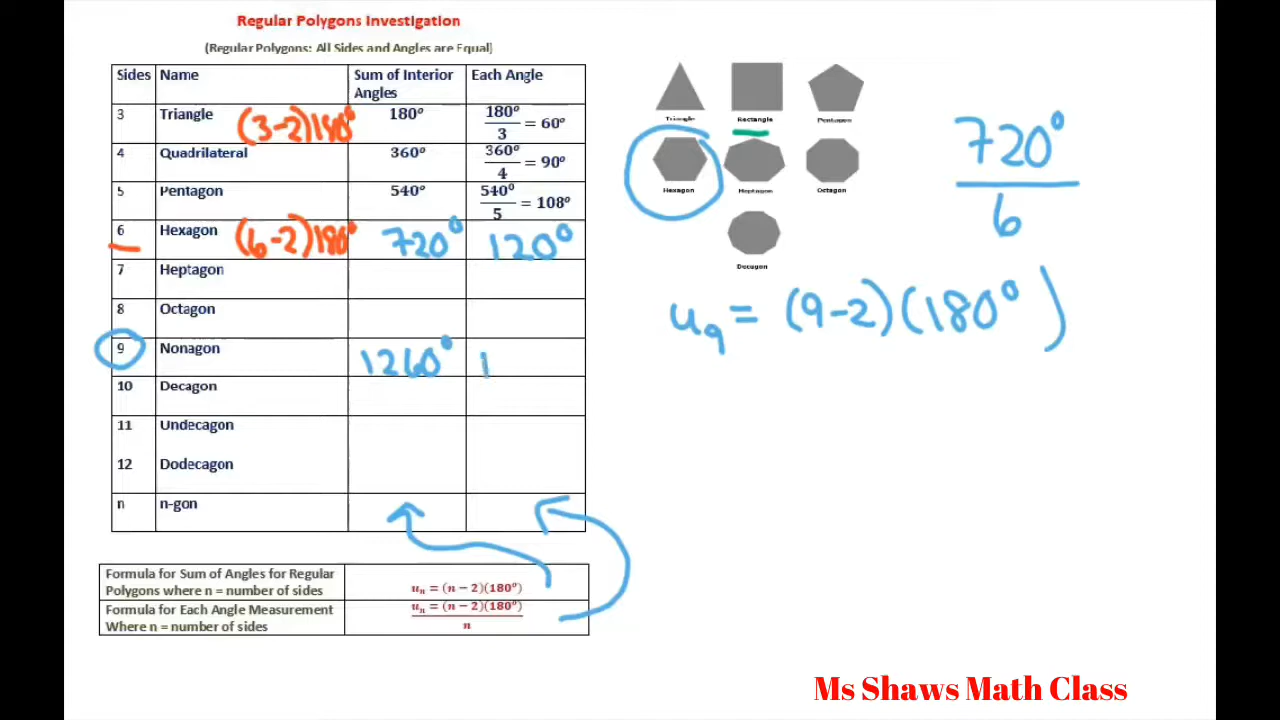 Regular Polygons Investigation
(Regular Polygons: All Sides and Angles are Equal)
Sides Name Sum of Interior Angles Each Angle
3 Triangle (3-2)180° 180° 180°/3 = 60°
4 Quadrilateral 360° 360°/4 = 90°
5 Pentagon 540° 540°/5 = 108°
6 Hexagon (6-2)180° 720° 120°
7 Heptagon
8 Octagon
9 Nonagon 1260° 1
10 Decagon
11 Undecagon
12 Dodecagon
n n-gon
Formula for Sum of Angles for Regular
Polygons where n = number of sides
uₙ = (n − 2)(180°)
Formula for Each Angle Measurement
Where n = number of sides
uₙ = (n − 2)(180°)
n
Triangle Rectangle Pentagon
Hexagon Heptagon Octagon
Decagon
720°
6
u₉ = (9-2)(180°)
Ms Shaws Math Class